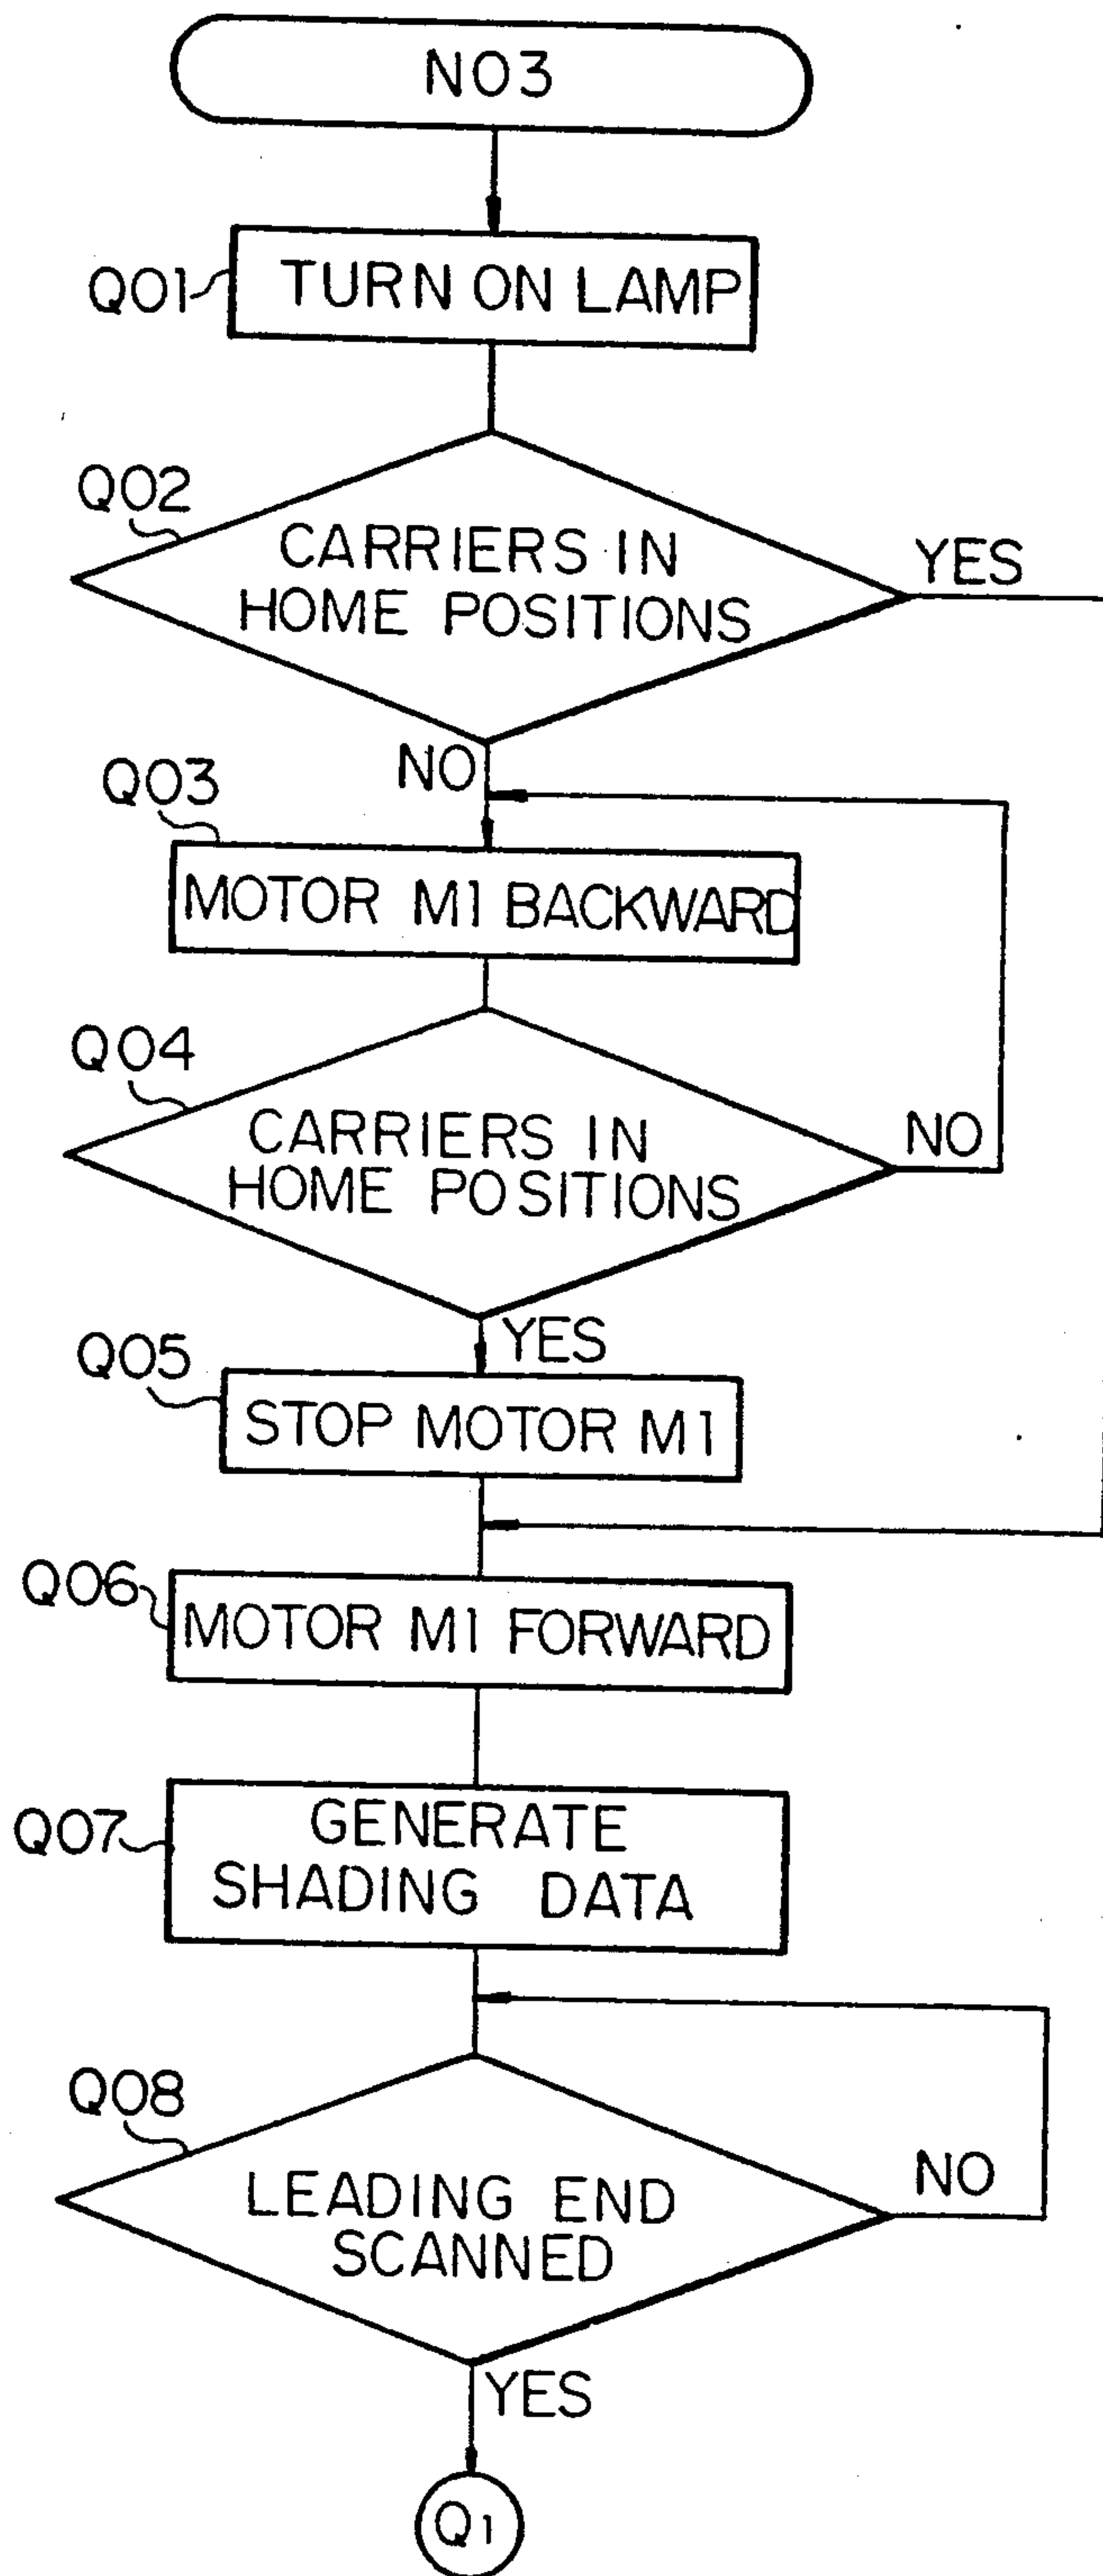 NO3
Q01
TURN ON LAMP
Q02
CARRIERS IN
HOME POSITIONS
YES
NO
Q03
MOTOR M1 BACKWARD
Q04
CARRIERS IN
HOME POSITIONS
NO
YES
Q05
STOP MOTOR M1
Q06
MOTOR M1 FORWARD
Q07
GENERATE
SHADING DATA
Q08
LEADING END
SCANNED
NO
YES
Q1